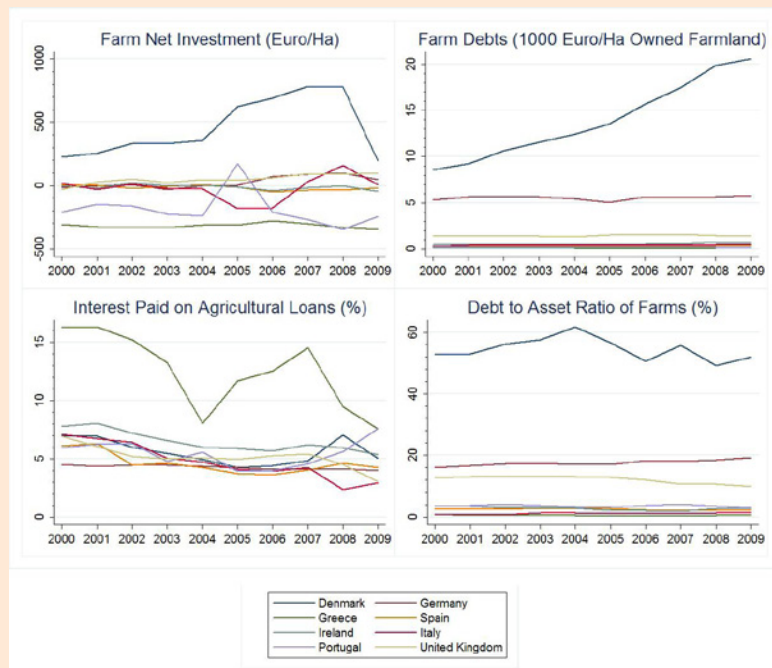 Farm Net Investment (Euro/Ha)
1000
500
0
-500
2000 2001 2002 2003 2004 2005 2006 2007 2008 2009
Farm Debts (1000 Euro/Ha Owned Farmland)
20
15
10
5
0
2000 2001 2002 2003 2004 2005 2006 2007 2008 2009
Interest Paid on Agricultural Loans (%)
15
10
5
0
2000 2001 2002 2003 2004 2005 2006 2007 2008 2009
Debt to Asset Ratio of Farms (%)
60
40
20
0
2000 2001 2002 2003 2004 2005 2006 2007 2008 2009
Denmark Germany
Greece Spain
Ireland Italy
Portugal United Kingdom